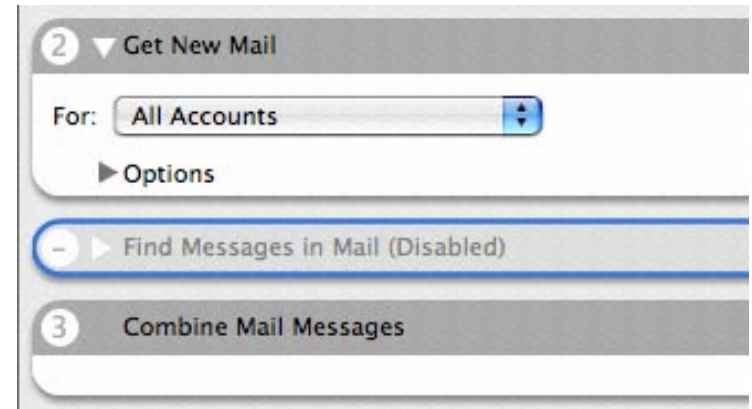 2 Get New Mail
For: All Accounts
Options
– Find Messages in Mail (Disabled)
3 Combine Mail Messages